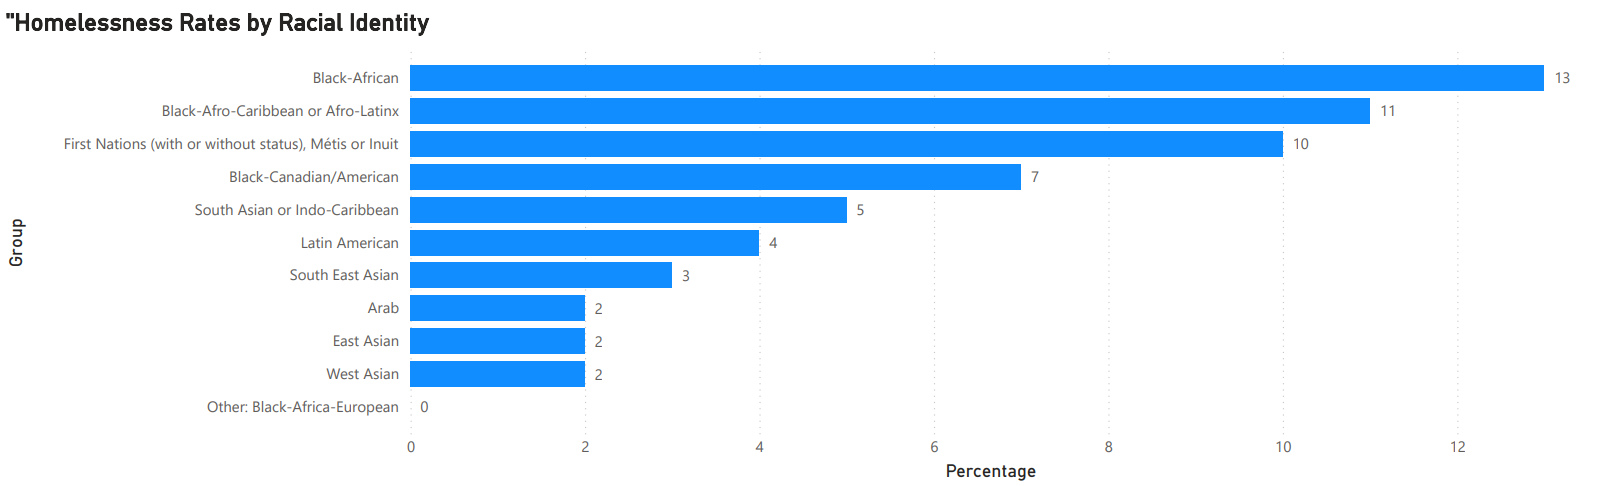 "Homelessness Rates by Racial Identity
Group
Black-African 13
Black-Afro-Caribbean or Afro-Latinx 11
First Nations (with or without status), Métis or Inuit 10
Black-Canadian/American 7
South Asian or Indo-Caribbean 5
Latin American 4
South East Asian 3
Arab 2
East Asian 2
West Asian 2
Other: Black-Africa-European 0
0 2 4 6 8 10 12
Percentage